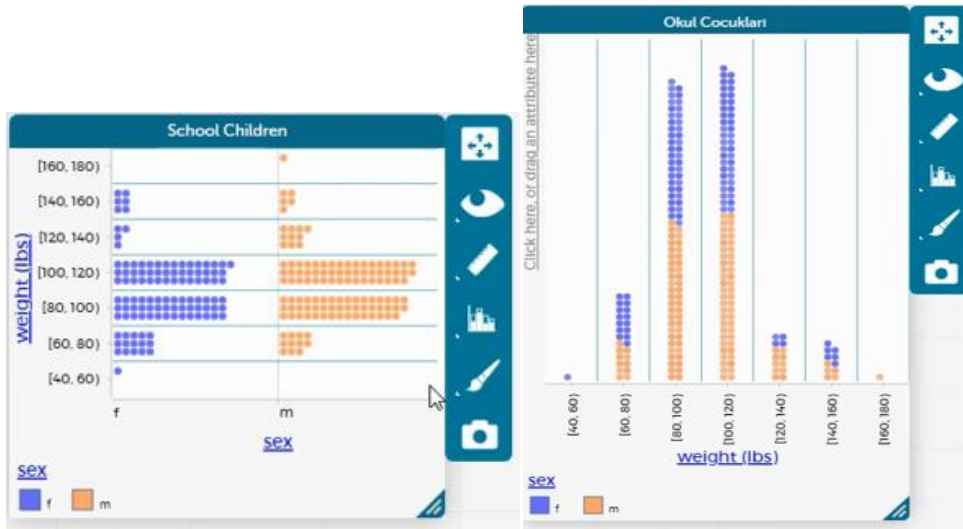 School Children
[160, 180)
[140, 160)
[120, 140)
[100, 120)
[80, 100)
[60, 80)
[40, 60)
weight (lbs)
f
m
sex
sex
f
m
Okul Cocukları
Click here, or drag an attribute here
[40, 60)
[60, 80)
[80, 100)
[100, 120)
[120, 140)
[140, 160)
[160, 180)
weight (lbs)
sex
f
m